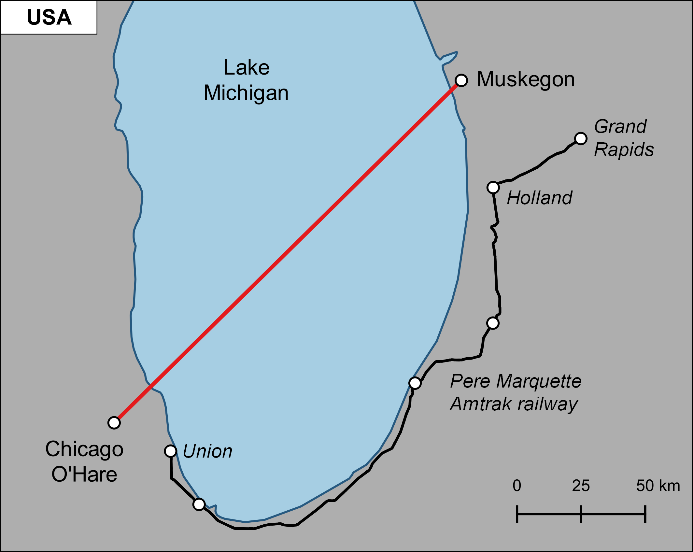 USA
Lake
Michigan
Muskegon
Grand
Rapids
Holland
Pere Marquette
Amtrak railway
Chicago
O'Hare
Union
0 25 50 km